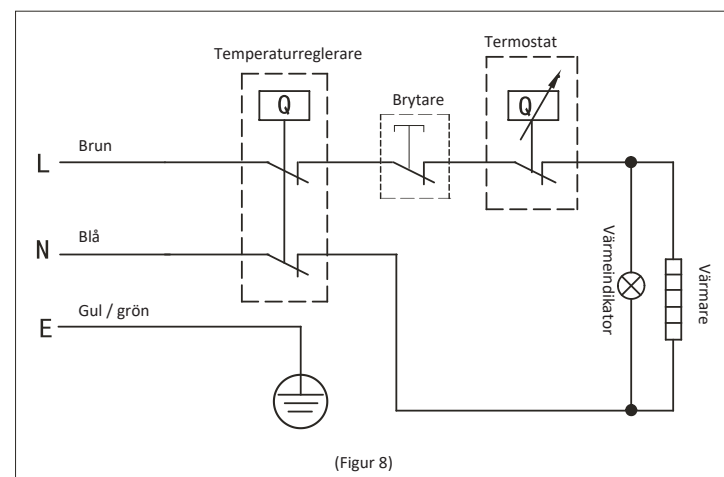 Temperaturreglerare
Termostat
Brytare
Q
Q
L
Brun
N
Blå
E
Gul / grön
Värmeindikator
Värmare
(Figur 8)